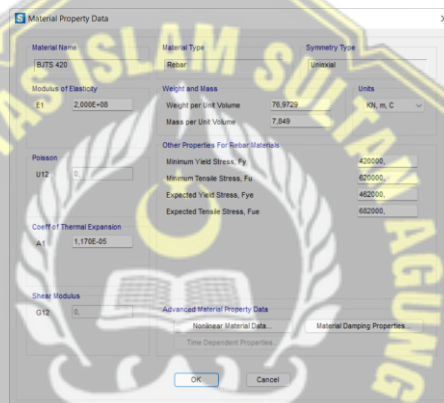 Material Property Data
Material Name
Material Type
Symmetry Type
BJTS 420
Rebar
Uniaxial
Modulus of Elasticity
Weight and Mass
Units
E1
2,000E+08
Weight per Unit Volume
76,9729
KN, m, C
Mass per Unit Volume
7,849
Other Properties For Rebar Materials
Poisson
Minimum Yield Stress, Fy
420000,
U12
0,
Minimum Tensile Stress, Fu
620000,
Expected Yield Stress, Fye
462000,
Expected Tensile Stress, Fue
682000,
Coeff of Thermal Expansion
A1
1,170E-05
Shear Modulus
Advanced Material Property Data
G12
0,
Nonlinear Material Data...
Material Damping Properties...
Time Dependent Properties...
OK
Cancel
AS ISLAM SULTAN AGUNG